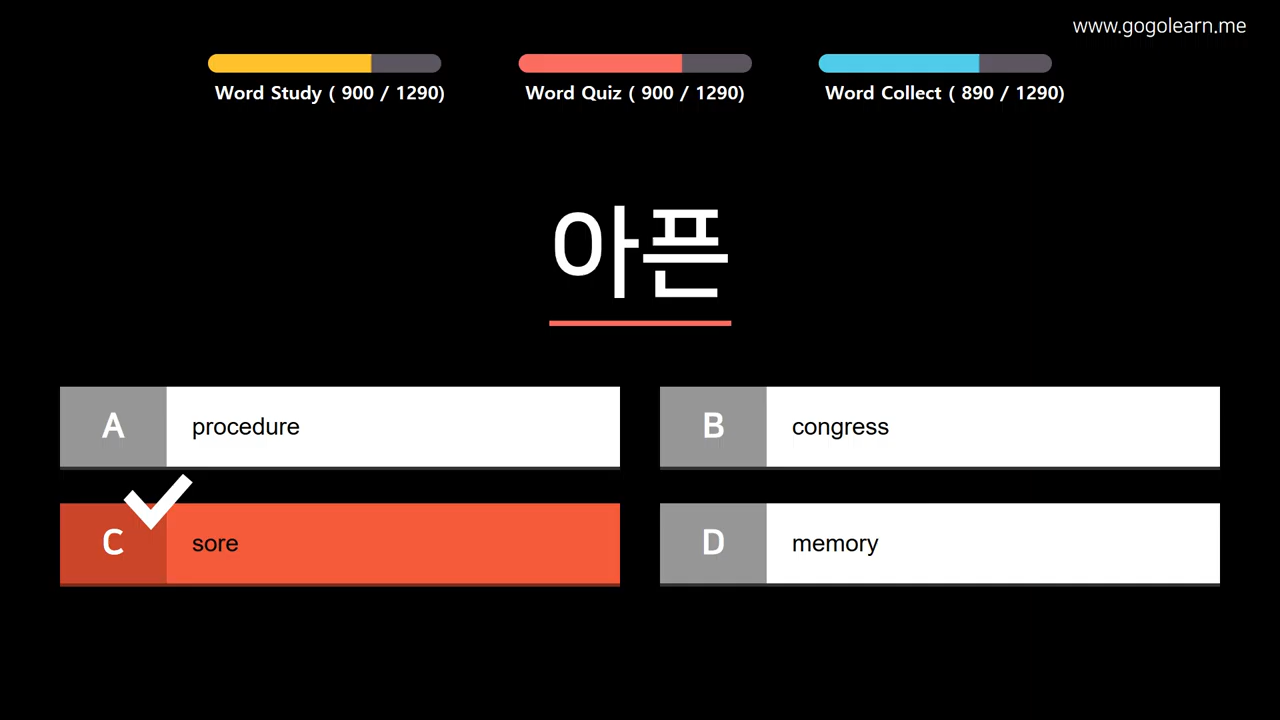 www.gogolearn.me
Word Study ( 900 / 1290)
Word Quiz ( 900 / 1290)
Word Collect ( 890 / 1290)
아픈
A procedure
B congress
C sore
D memory